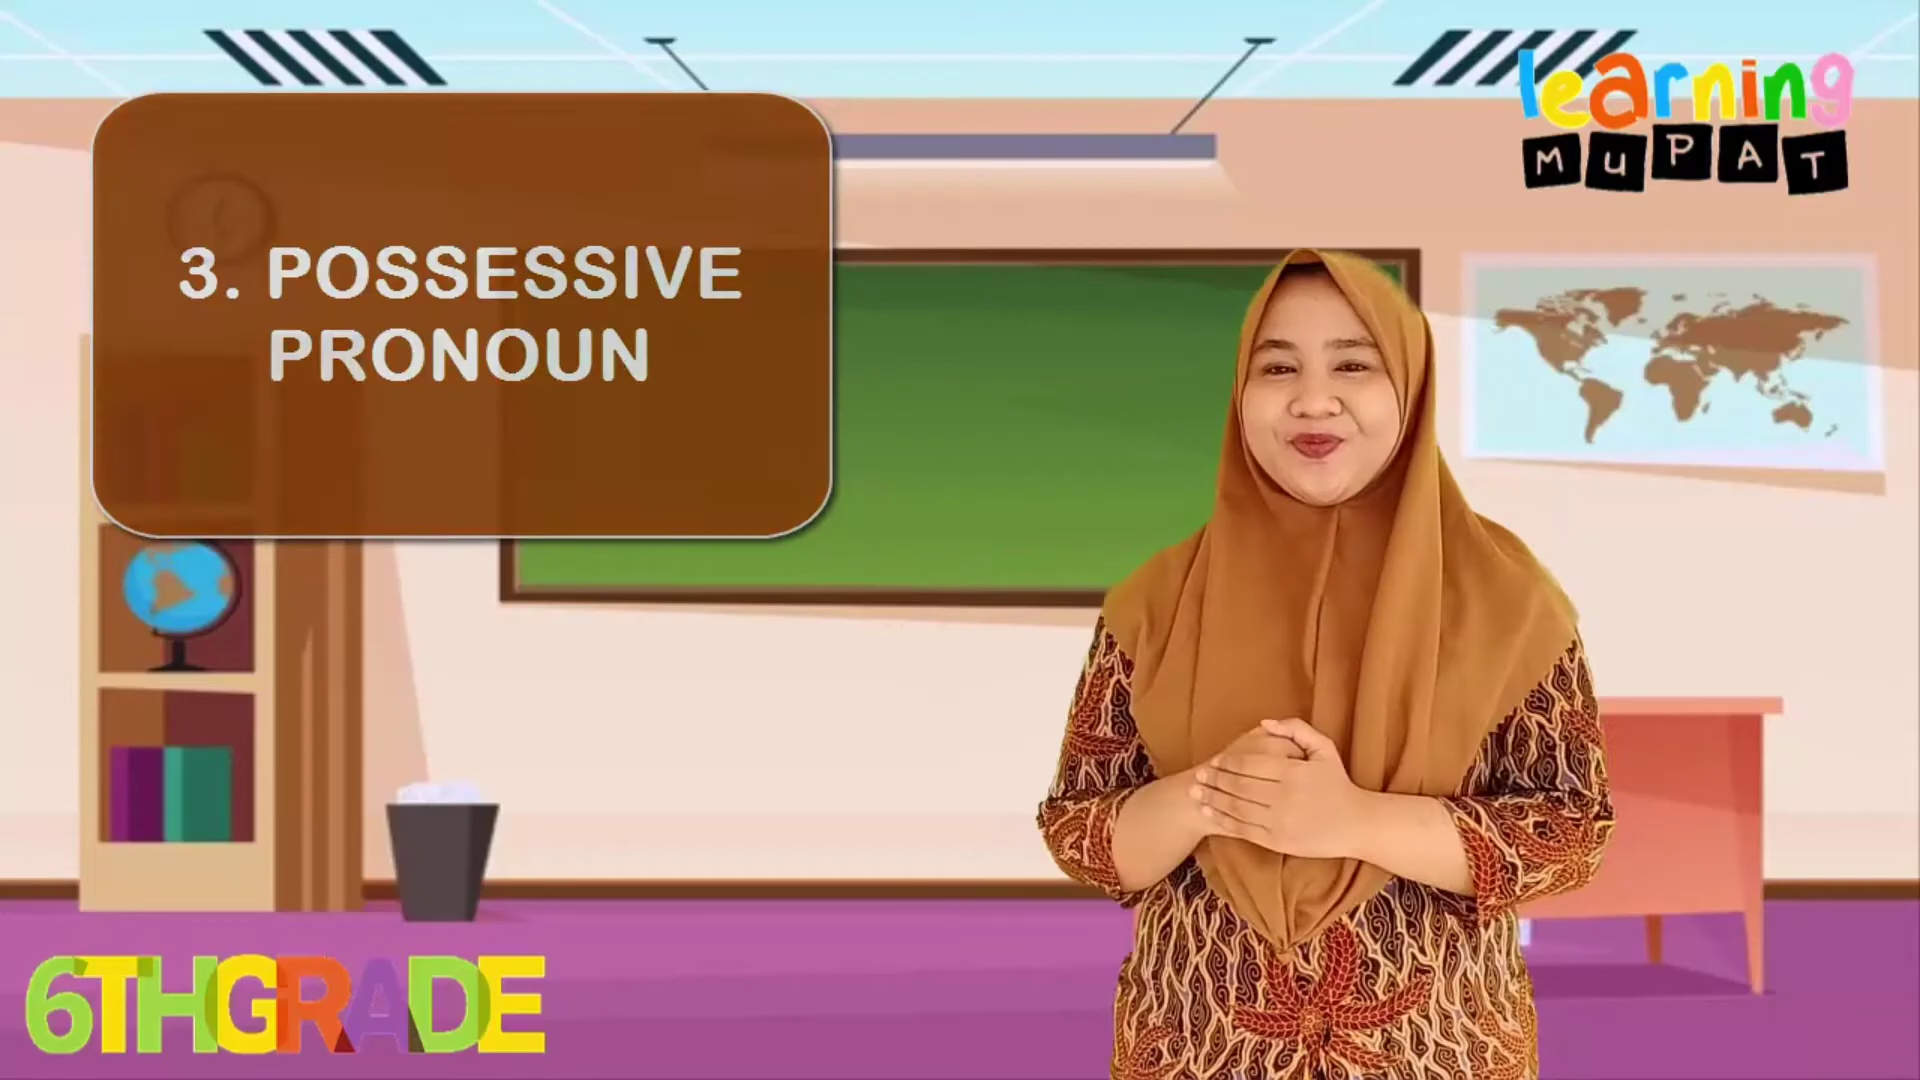 learning
MUPAT
3. POSSESSIVE
PRONOUN
6THGRADE